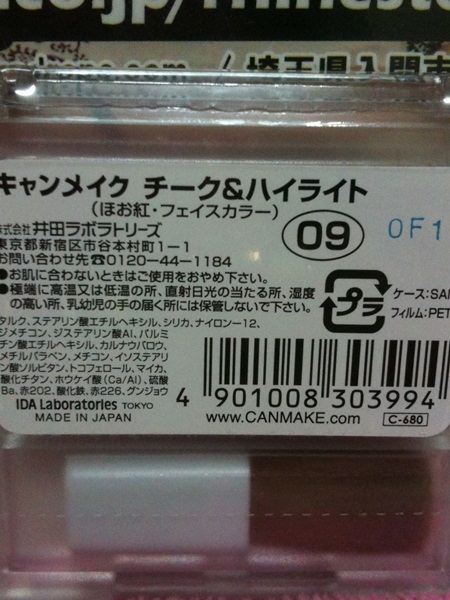 キャンメイク チーク&ハイライト
(ほお紅・フェイスカラー)
09
0F1
株式会社 井田ラボラトリーズ
東京都新宿区市谷本村町1-1
お問い合わせ先 ☎0120-44-1184
●お肌に合わないときはご使用をおやめ下さい。
●極端に高温又は低温の所、直射日光の当たる所、湿度
の高い所、乳幼児の手の届く所には保管しないで下さい。
プラ
ケース:SAN
フィルム:PET
タルク、ステアリン酸エチルヘキシル、シリカ、ナイロン-12、
ジメチコン、ジステアリン酸Al、パルミ
チン酸エチルヘキシル、カルナウバロウ、
メチルパラベン、メチコン、イソステアリ
ン酸ソルビタン、トコフェロール、マイカ、
酸化チタン、ホウケイ酸(Ca/Al)、硫酸
Ba、赤202、酸化鉄、赤226、グンジョウ
IDA Laboratories TOKYO
MADE IN JAPAN
4 901008 303994
www.CANMAKE.com
C-680
埼玉県入間市